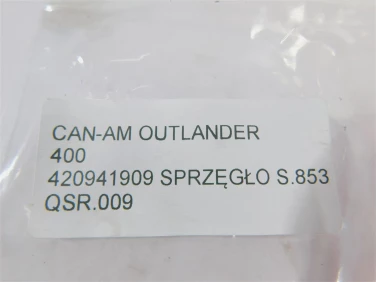 CAN-AM OUTLANDER
400
420941909 SPRZĘGŁO S.853
QSR.009